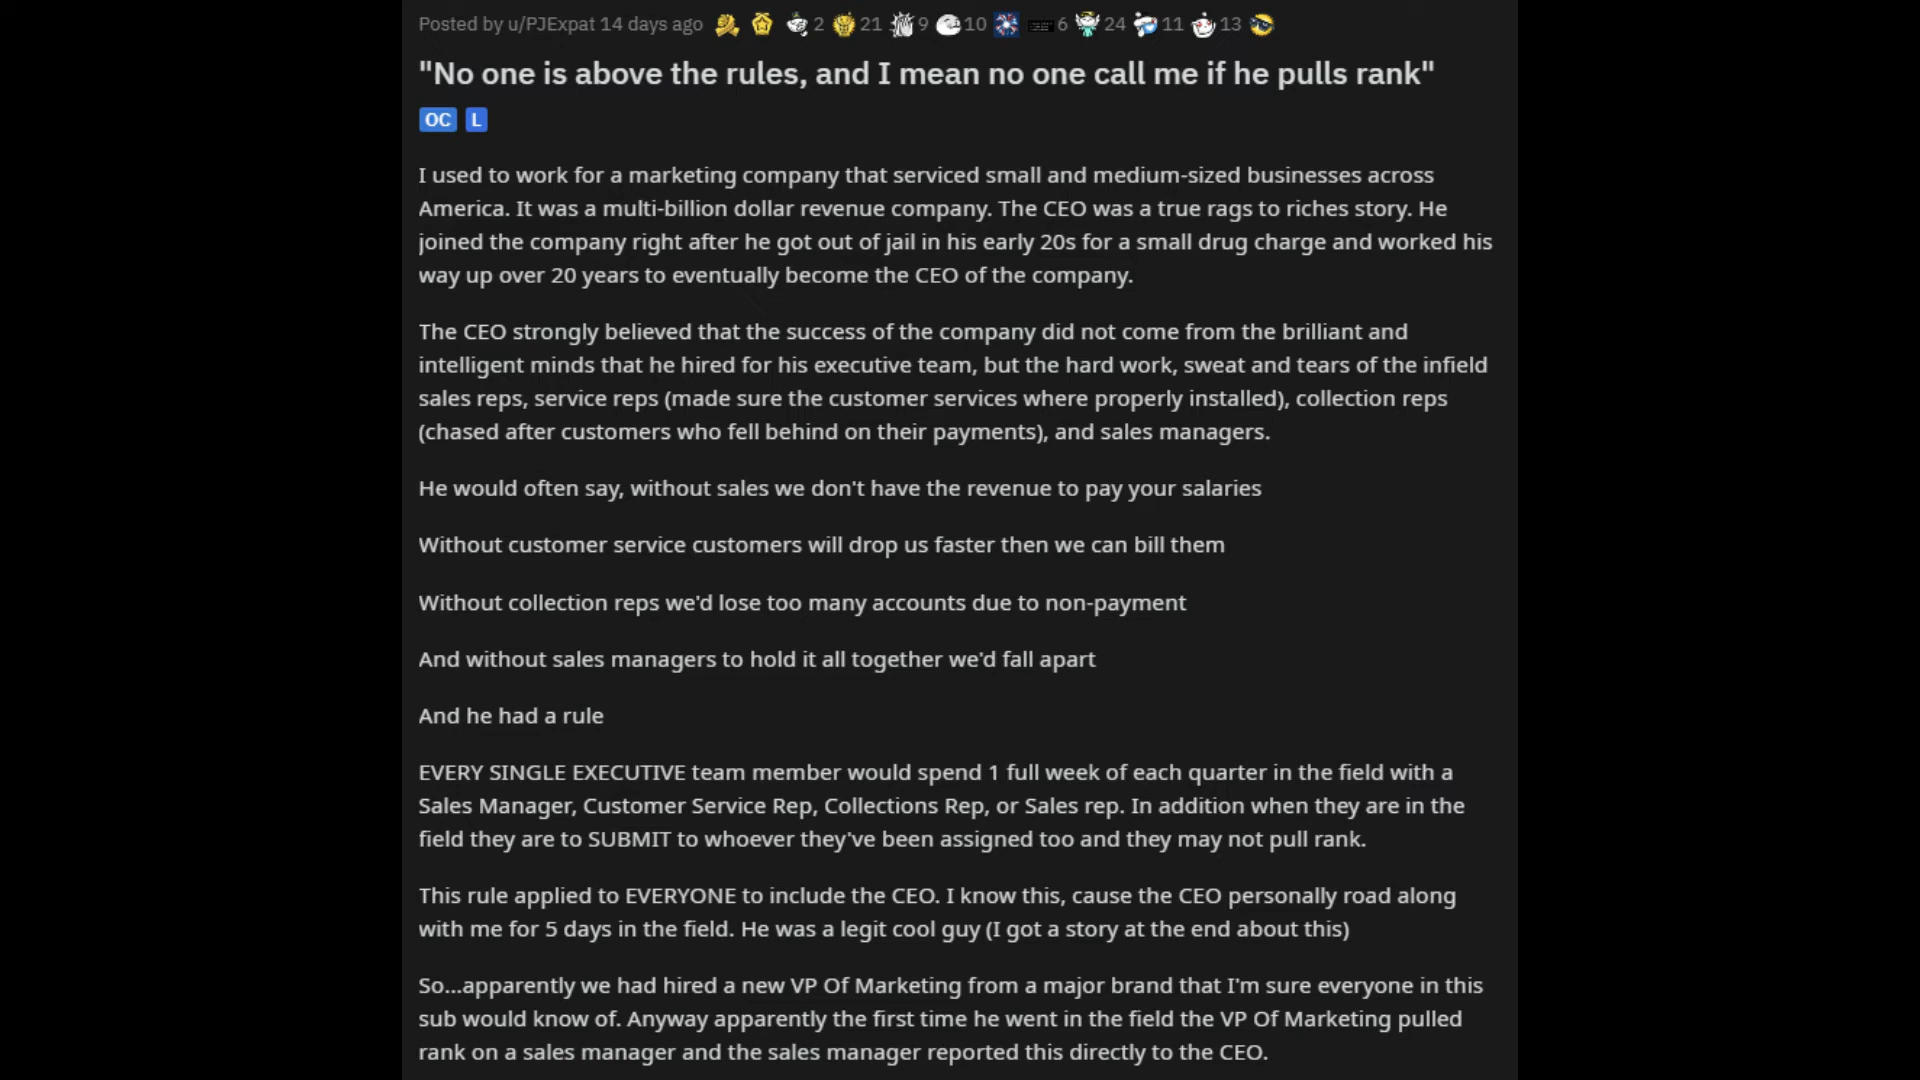 Posted by u/PJExpat 14 days ago 2 21 9 10 6 24 11 13
"No one is above the rules, and I mean no one call me if he pulls rank"
OC L
I used to work for a marketing company that serviced small and medium-sized businesses across
America. It was a multi-billion dollar revenue company. The CEO was a true rags to riches story. He
joined the company right after he got out of jail in his early 20s for a small drug charge and worked his
way up over 20 years to eventually become the CEO of the company.
The CEO strongly believed that the success of the company did not come from the brilliant and
intelligent minds that he hired for his executive team, but the hard work, sweat and tears of the infield
sales reps, service reps (made sure the customer services where properly installed), collection reps
(chased after customers who fell behind on their payments), and sales managers.
He would often say, without sales we don't have the revenue to pay your salaries
Without customer service customers will drop us faster then we can bill them
Without collection reps we'd lose too many accounts due to non-payment
And without sales managers to hold it all together we'd fall apart
And he had a rule
EVERY SINGLE EXECUTIVE team member would spend 1 full week of each quarter in the field with a
Sales Manager, Customer Service Rep, Collections Rep, or Sales rep. In addition when they are in the
field they are to SUBMIT to whoever they've been assigned too and they may not pull rank.
This rule applied to EVERYONE to include the CEO. I know this, cause the CEO personally road along
with me for 5 days in the field. He was a legit cool guy (I got a story at the end about this)
So...apparently we had hired a new VP Of Marketing from a major brand that I'm sure everyone in this
sub would know of. Anyway apparently the first time he went in the field the VP Of Marketing pulled
rank on a sales manager and the sales manager reported this directly to the CEO.